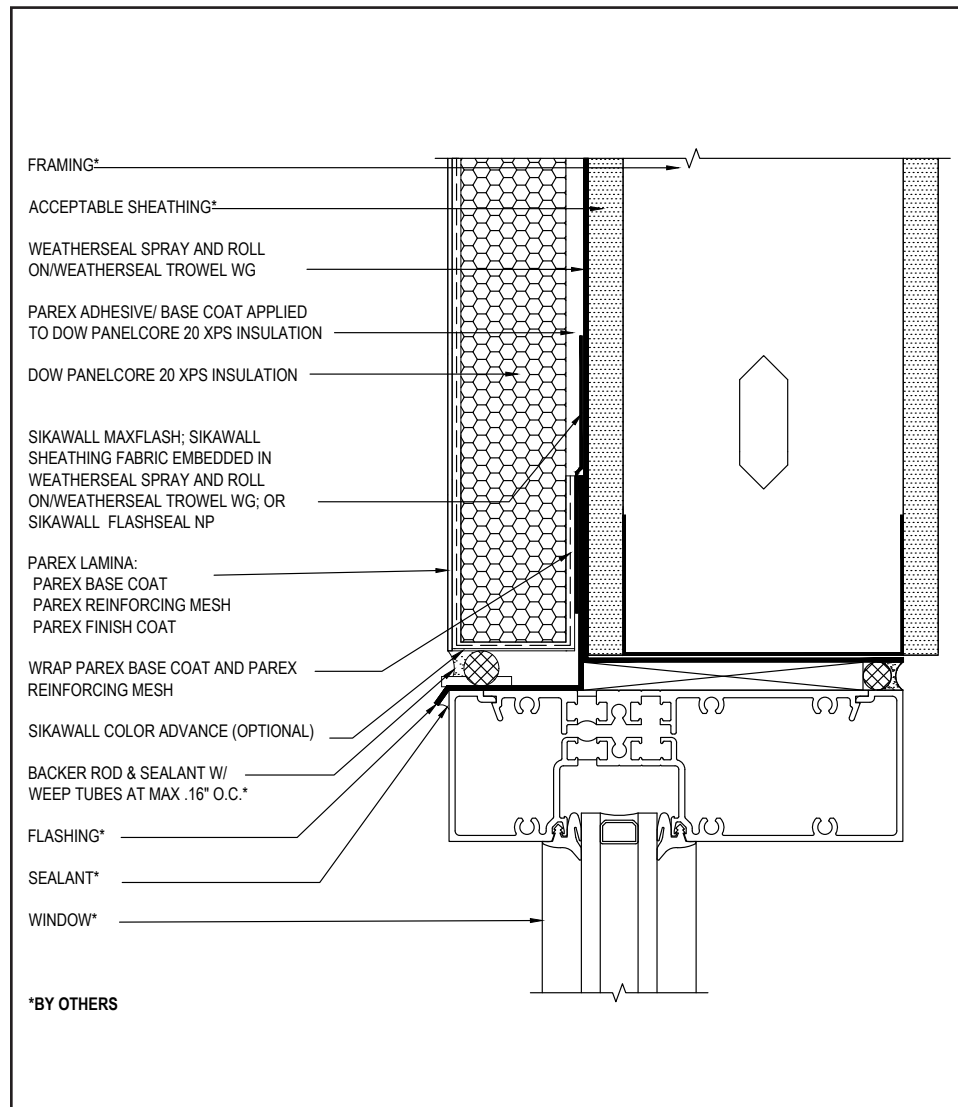 FRAMING*
ACCEPTABLE SHEATHING*
WEATHERSEAL SPRAY AND ROLL
ON/WEATHERSEAL TROWEL WG
PAREX ADHESIVE/ BASE COAT APPLIED
TO DOW PANELCORE 20 XPS INSULATION
DOW PANELCORE 20 XPS INSULATION
SIKAWALL MAXFLASH; SIKAWALL
SHEATHING FABRIC EMBEDDED IN
WEATHERSEAL SPRAY AND ROLL
ON/WEATHERSEAL TROWEL WG; OR
SIKAWALL FLASHSEAL NP
PAREX LAMINA:
PAREX BASE COAT
PAREX REINFORCING MESH
PAREX FINISH COAT
WRAP PAREX BASE COAT AND PAREX
REINFORCING MESH
SIKAWALL COLOR ADVANCE (OPTIONAL)
BACKER ROD & SEALANT W/
WEEP TUBES AT MAX .16" O.C.*
FLASHING*
SEALANT*
WINDOW*
*BY OTHERS